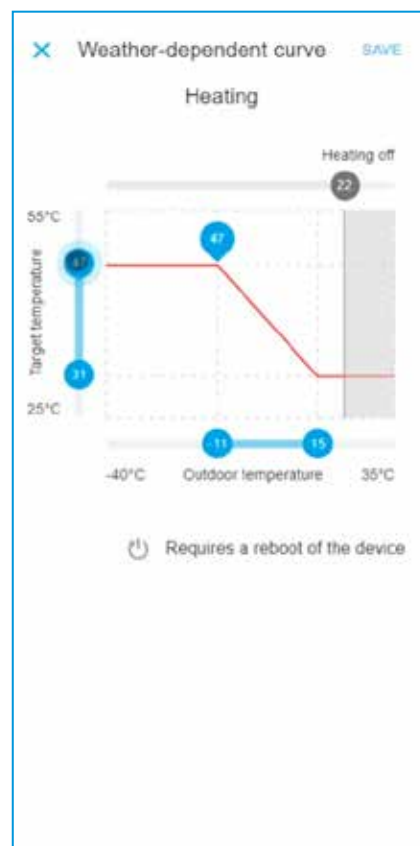 Weather-dependent curve SAVE
Heating
Heating off
22
55°C
47
47
Target temperature
31
25°C
-11 15
-40°C Outdoor temperature 35°C
Requires a reboot of the device